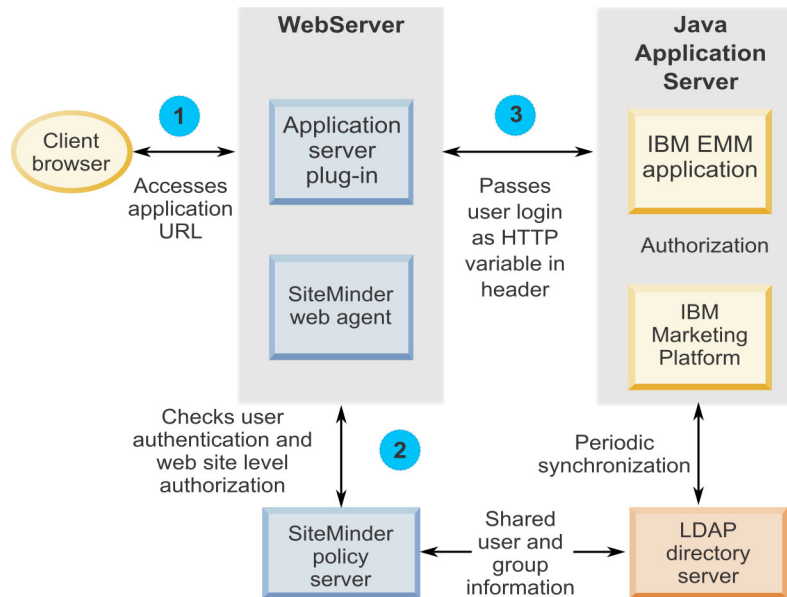 WebServer
Java
Application
Server
1
3
Client
browser
Application
server
plug-in
IBM EMM
application
Accesses
application
URL
Passes
user login
as HTTP
variable in
header
Authorization
SiteMinder
web agent
IBM
Marketing
Platform
Checks user
authentication and
web site level
authorization
2
Periodic
synchronization
SiteMinder
policy
server
Shared
user and
group
information
LDAP
directory
server